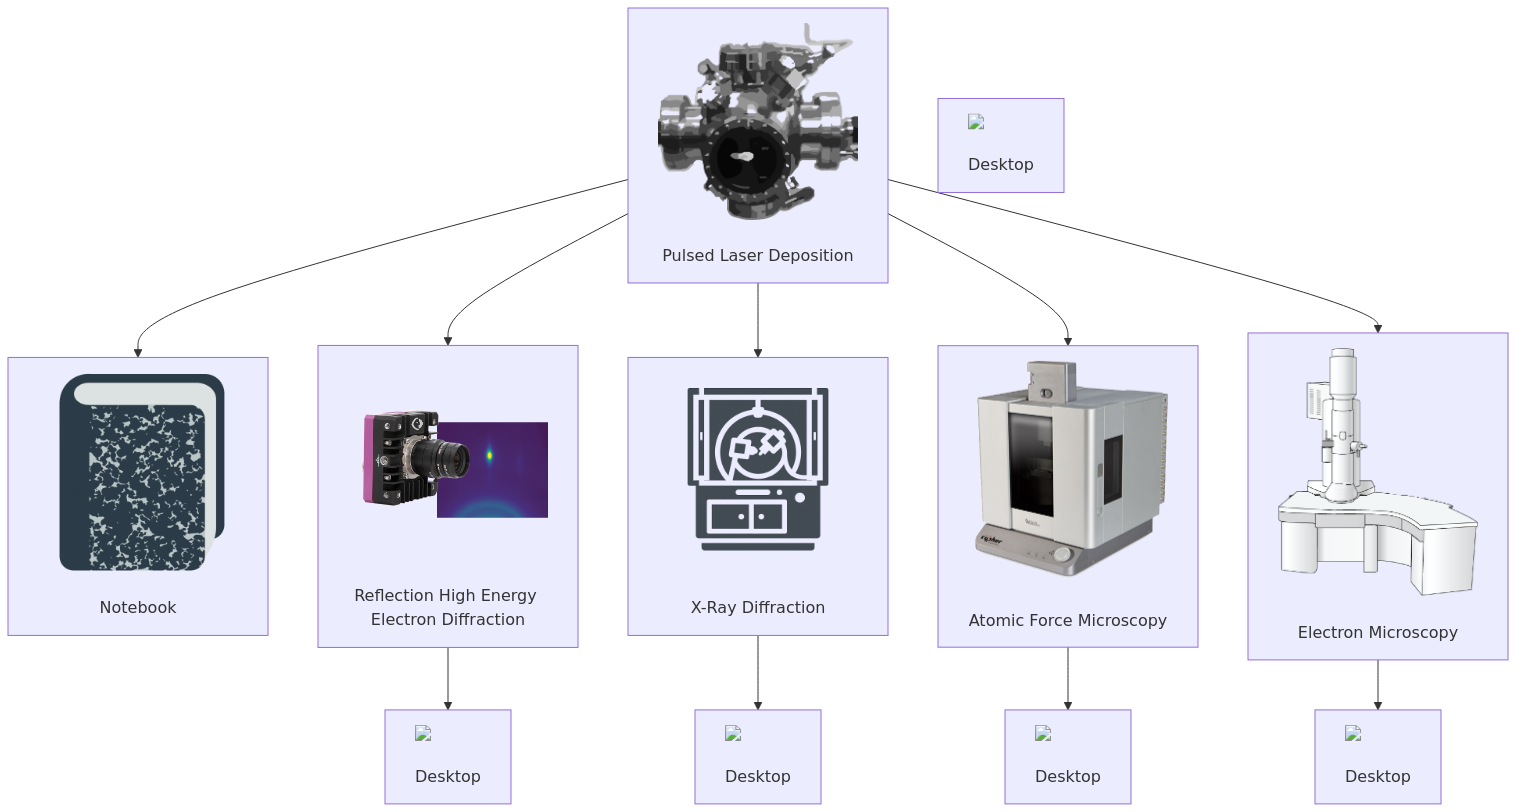 Pulsed Laser Deposition
Desktop
Notebook
Reflection High Energy
Electron Diffraction
X-Ray Diffraction
Atomic Force Microscopy
Electron Microscopy
Desktop
Desktop
Desktop
Desktop